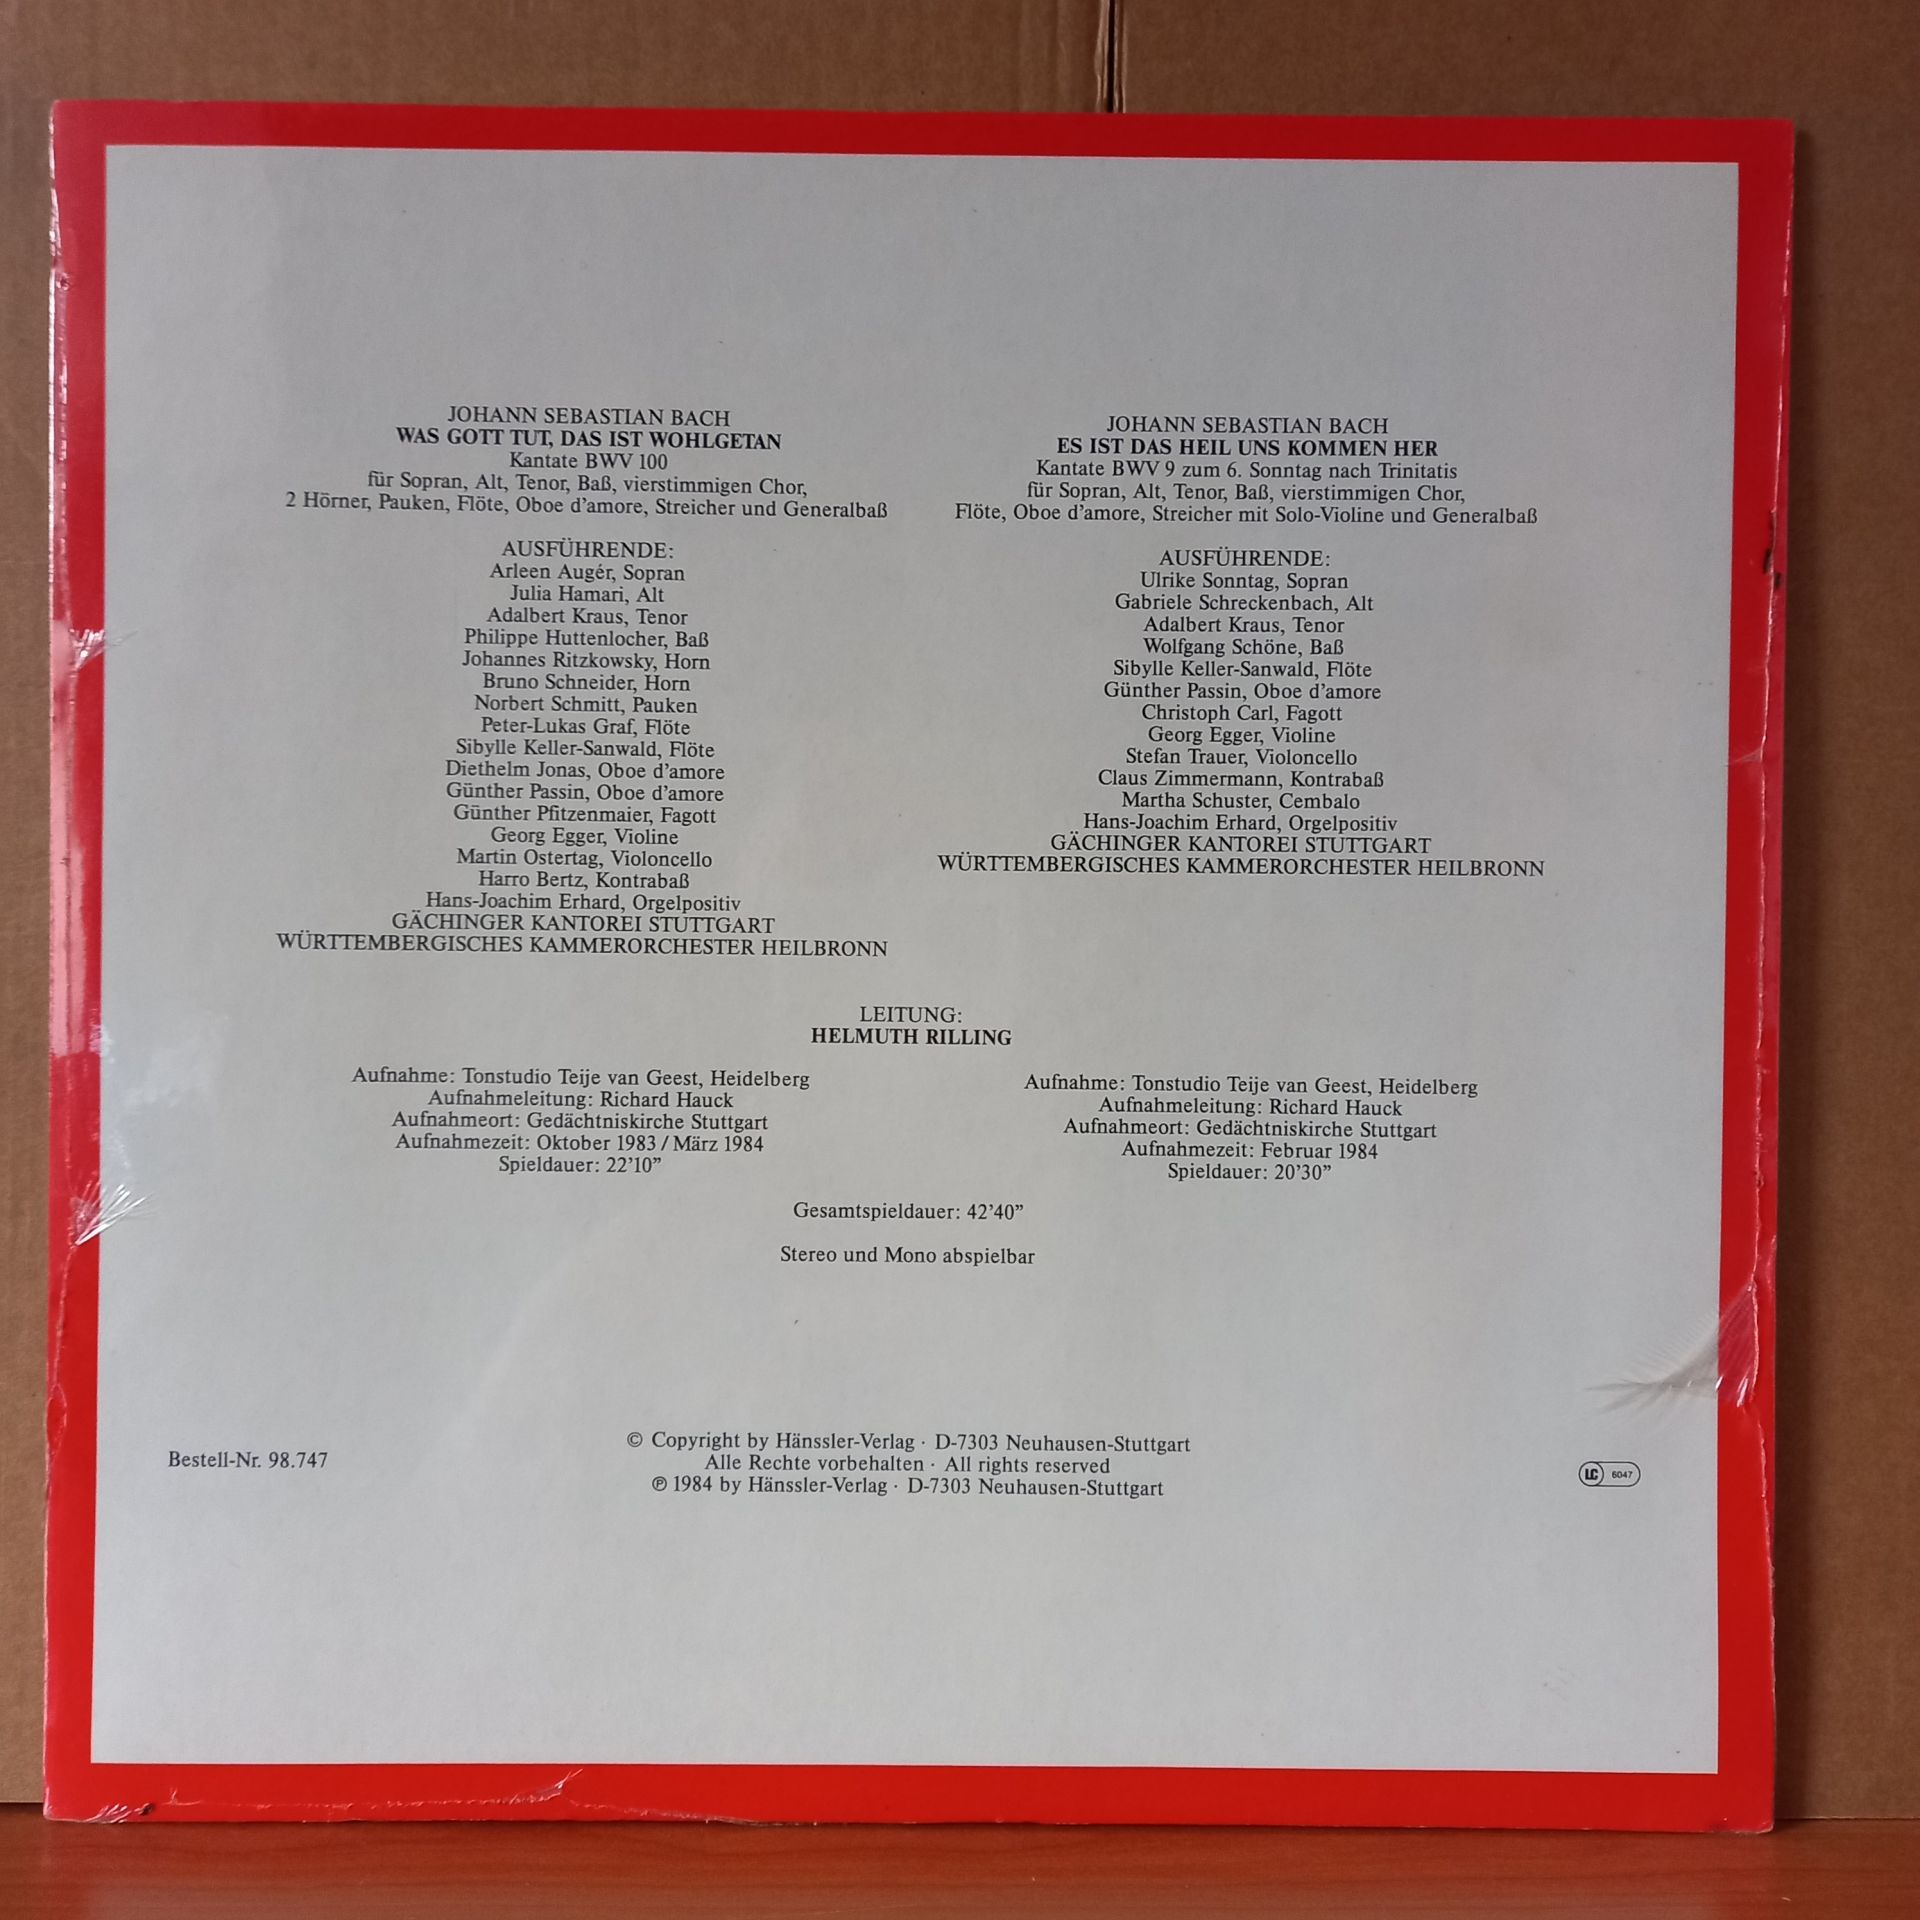 JOHANN SEBASTIAN BACH
WAS GOTT TUT, DAS IST WOHLGETAN
Kantate BWV 100
für Sopran, Alt, Tenor, Baß, vierstimmigen Chor,
2 Hörner, Pauken, Flöte, Oboe d’amore, Streicher und Generalbaß
AUSFÜHRENDE:
Arleen Augér, Sopran
Julia Hamari, Alt
Adalbert Kraus, Tenor
Philippe Huttenlocher, Baß
Johannes Ritzkowsky, Horn
Bruno Schneider, Horn
Norbert Schmitt, Pauken
Peter-Lukas Graf, Flöte
Sibylle Keller-Sanwald, Flöte
Diethelm Jonas, Oboe d’amore
Günther Passin, Oboe d’amore
Günther Pfitzenmaier, Fagott
Georg Egger, Violine
Martin Ostertag, Violoncello
Harro Bertz, Kontrabaß
Hans-Joachim Erhard, Orgelpositiv
GÄCHINGER KANTOREI STUTTGART
WÜRTTEMBERGISCHES KAMMERORCHESTER HEILBRONN
JOHANN SEBASTIAN BACH
ES IST DAS HEIL UNS KOMMEN HER
Kantate BWV 9 zum 6. Sonntag nach Trinitatis
für Sopran, Alt, Tenor, Baß, vierstimmigen Chor,
Flöte, Oboe d’amore, Streicher mit Solo-Violine und Generalbaß
AUSFÜHRENDE:
Ulrike Sonntag, Sopran
Gabriele Schreckenbach, Alt
Adalbert Kraus, Tenor
Wolfgang Schöne, Baß
Sibylle Keller-Sanwald, Flöte
Günther Passin, Oboe d’amore
Christoph Carl, Fagott
Georg Egger, Violine
Stefan Trauer, Violoncello
Claus Zimmermann, Kontrabaß
Martha Schuster, Cembalo
Hans-Joachim Erhard, Orgelpositiv
GÄCHINGER KANTOREI STUTTGART
WÜRTTEMBERGISCHES KAMMERORCHESTER HEILBRONN
LEITUNG:
HELMUTH RILLING
Aufnahme: Tonstudio Teije van Geest, Heidelberg
Aufnahmeleitung: Richard Hauck
Aufnahmeort: Gedächtniskirche Stuttgart
Aufnahmezeit: Oktober 1983 / März 1984
Spieldauer: 22’10”
Aufnahme: Tonstudio Teije van Geest, Heidelberg
Aufnahmeleitung: Richard Hauck
Aufnahmeort: Gedächtniskirche Stuttgart
Aufnahmezeit: Februar 1984
Spieldauer: 20’30”
Gesamtspieldauer: 42’40”
Stereo und Mono abspielbar
Bestell-Nr. 98.747
© Copyright by Hänssler-Verlag · D-7303 Neuhausen-Stuttgart
Alle Rechte vorbehalten · All rights reserved
℗ 1984 by Hänssler-Verlag · D-7303 Neuhausen-Stuttgart
LC 6047